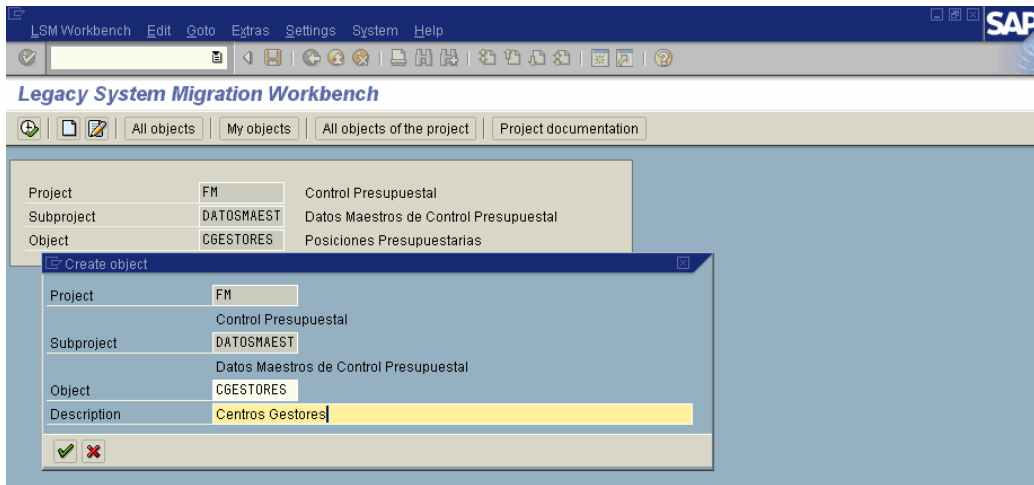 LSM Workbench Edit Goto Extras Settings System Help
SAP
Legacy System Migration Workbench
All objects My objects All objects of the project Project documentation
Project FM Control Presupuestal
Subproject DATOSMAEST Datos Maestros de Control Presupuestal
Object CGESTORES Posiciones Presupuestarias
Create object
Project FM
Control Presupuestal
Subproject DATOSMAEST
Datos Maestros de Control Presupuestal
Object CGESTORES
Description Centros Gestores